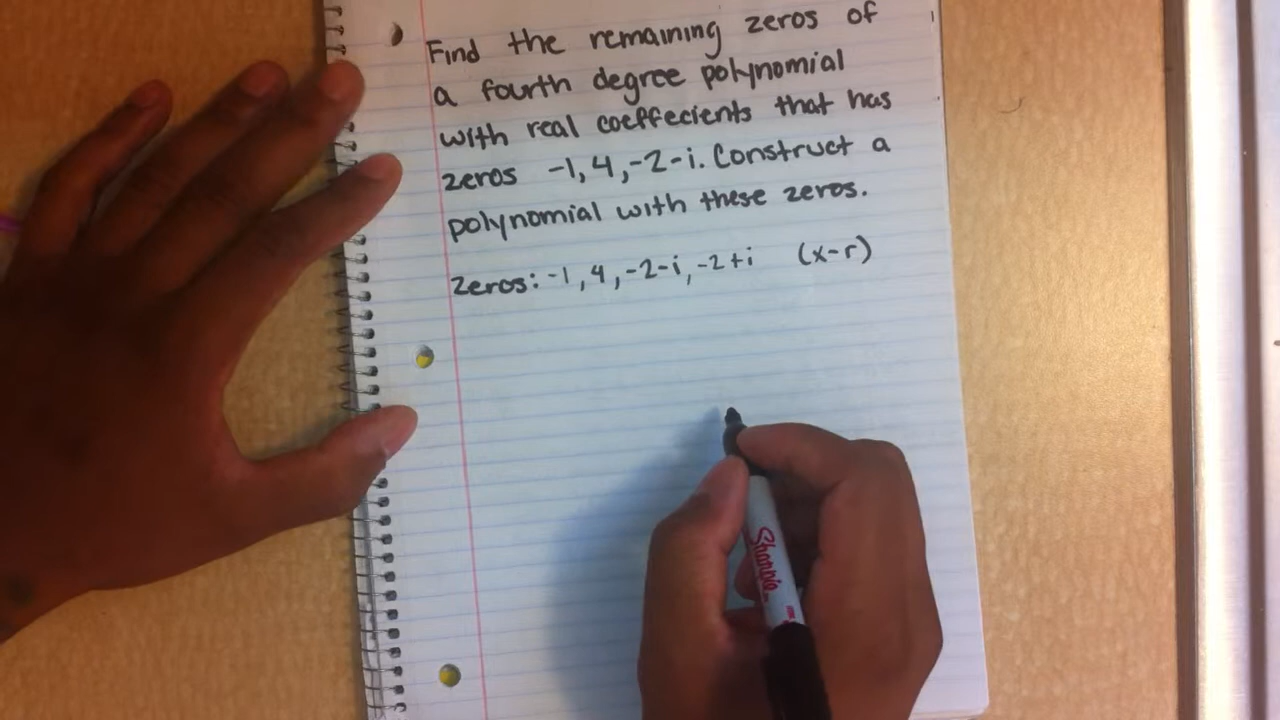 Find the remaining zeros of
a fourth degree polynomial
with real coeffecients that has
zeros -1, 4, -2-i. Construct a
polynomial with these zeros.
Zeros: -1, 4, -2-i, -2+i (x-r)
Sharpie